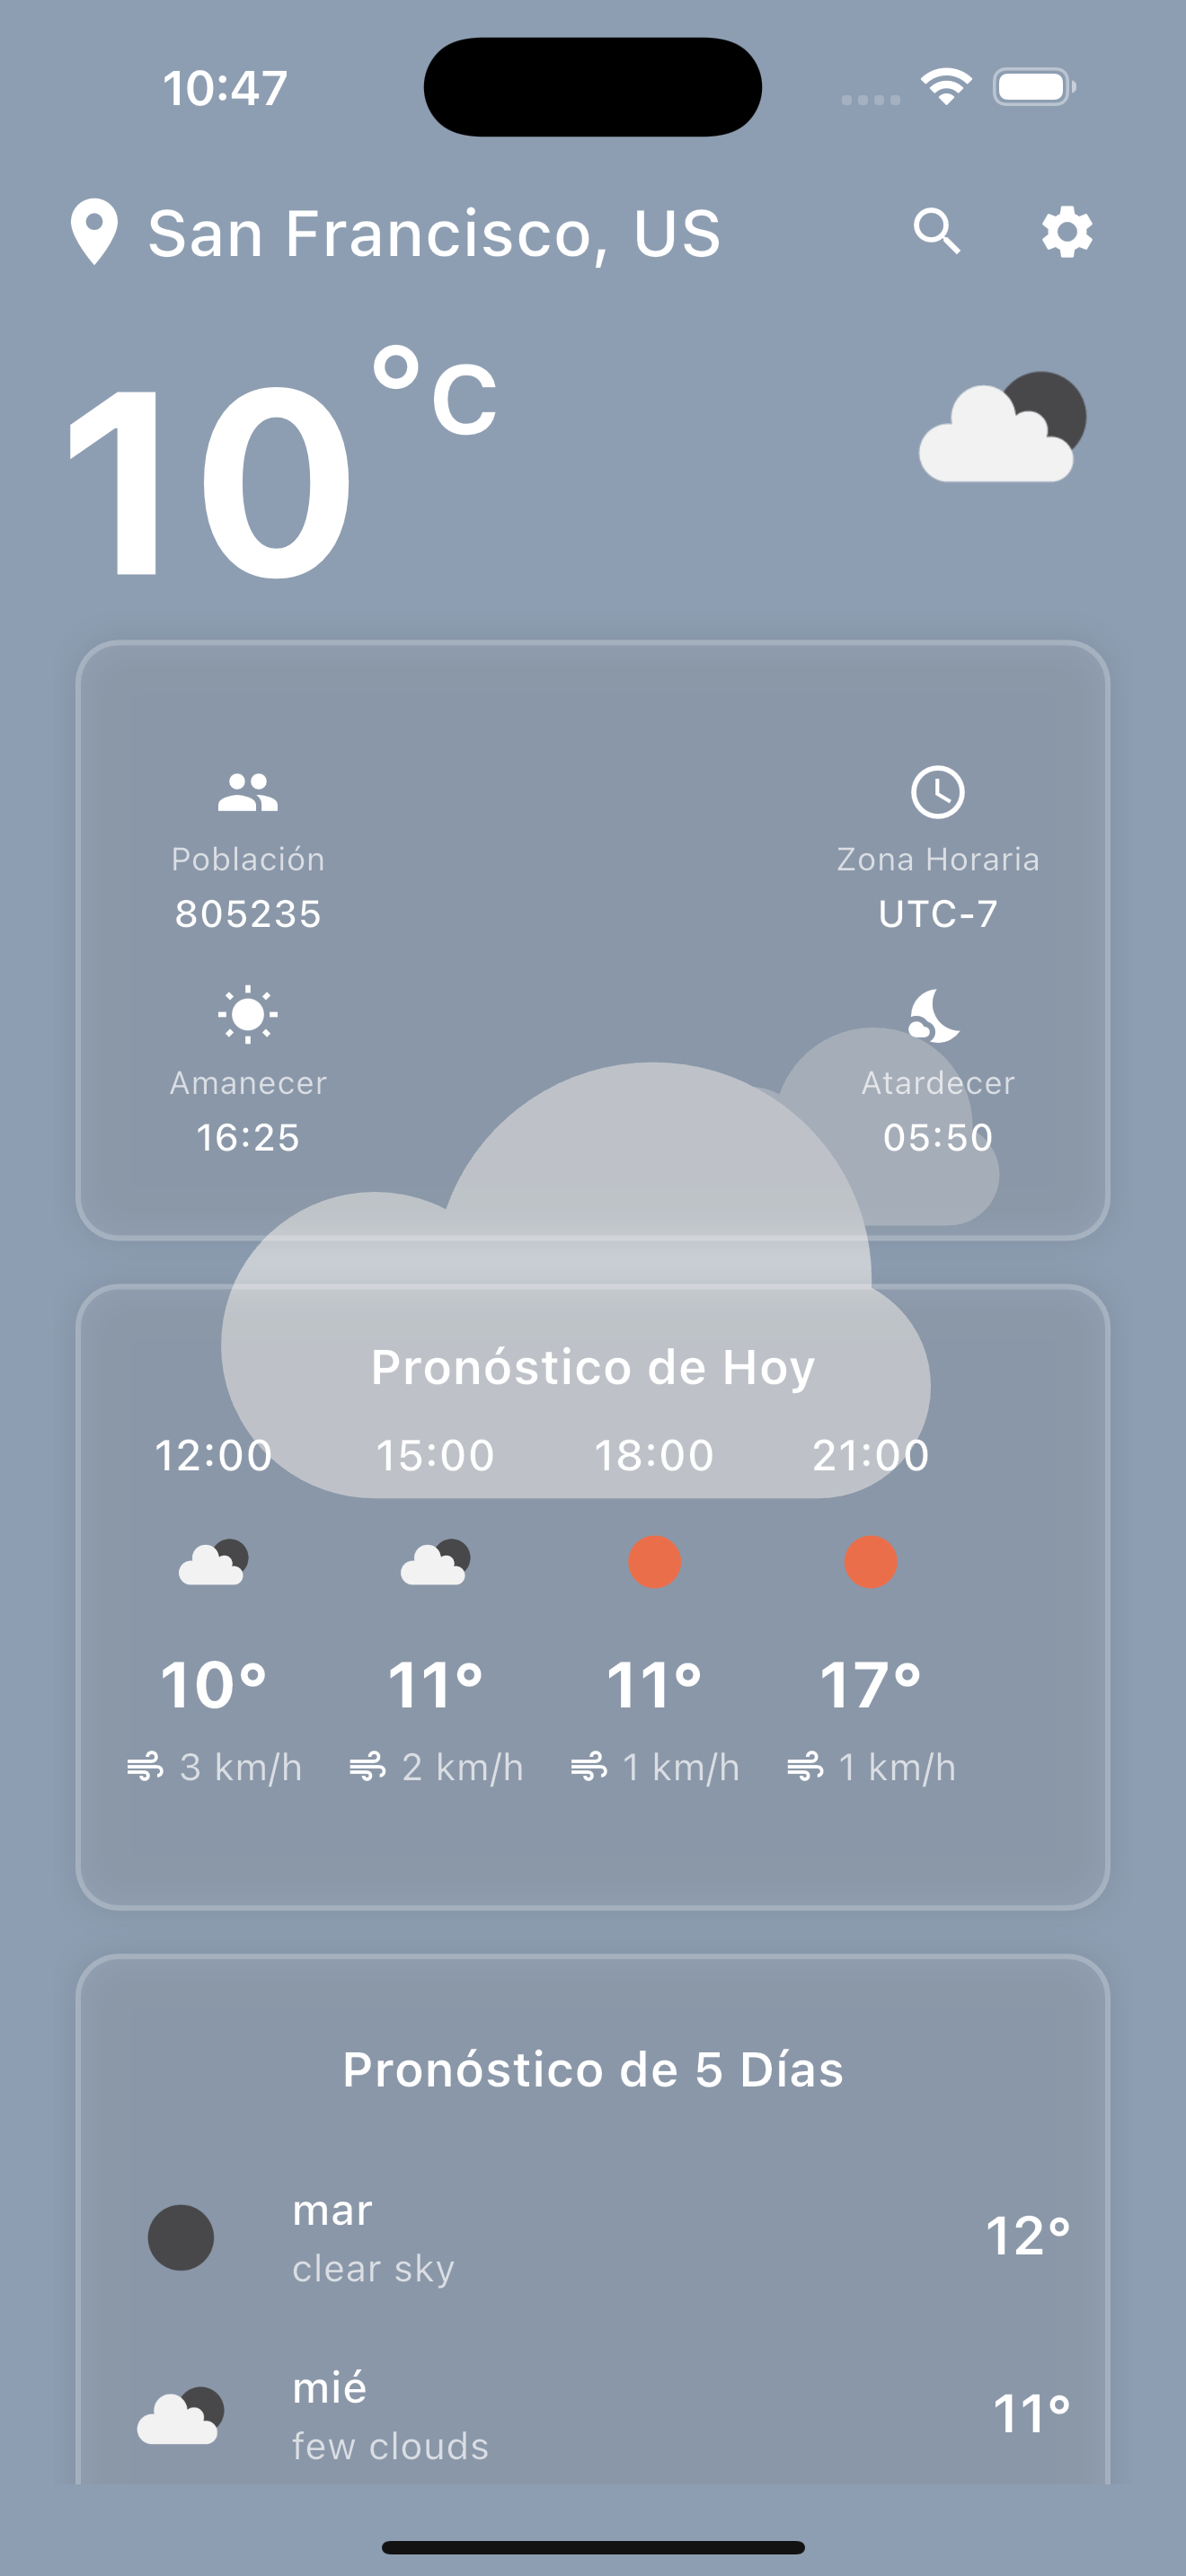 10:47
San Francisco, US
10°C
Población
805235
Zona Horaria
UTC-7
Amanecer
16:25
Atardecer
05:50
Pronóstico de Hoy
12:00 15:00 18:00 21:00
10° 11° 11° 17°
3 km/h 2 km/h 1 km/h 1 km/h
Pronóstico de 5 Días
mar
clear sky
12°
mié
few clouds
11°